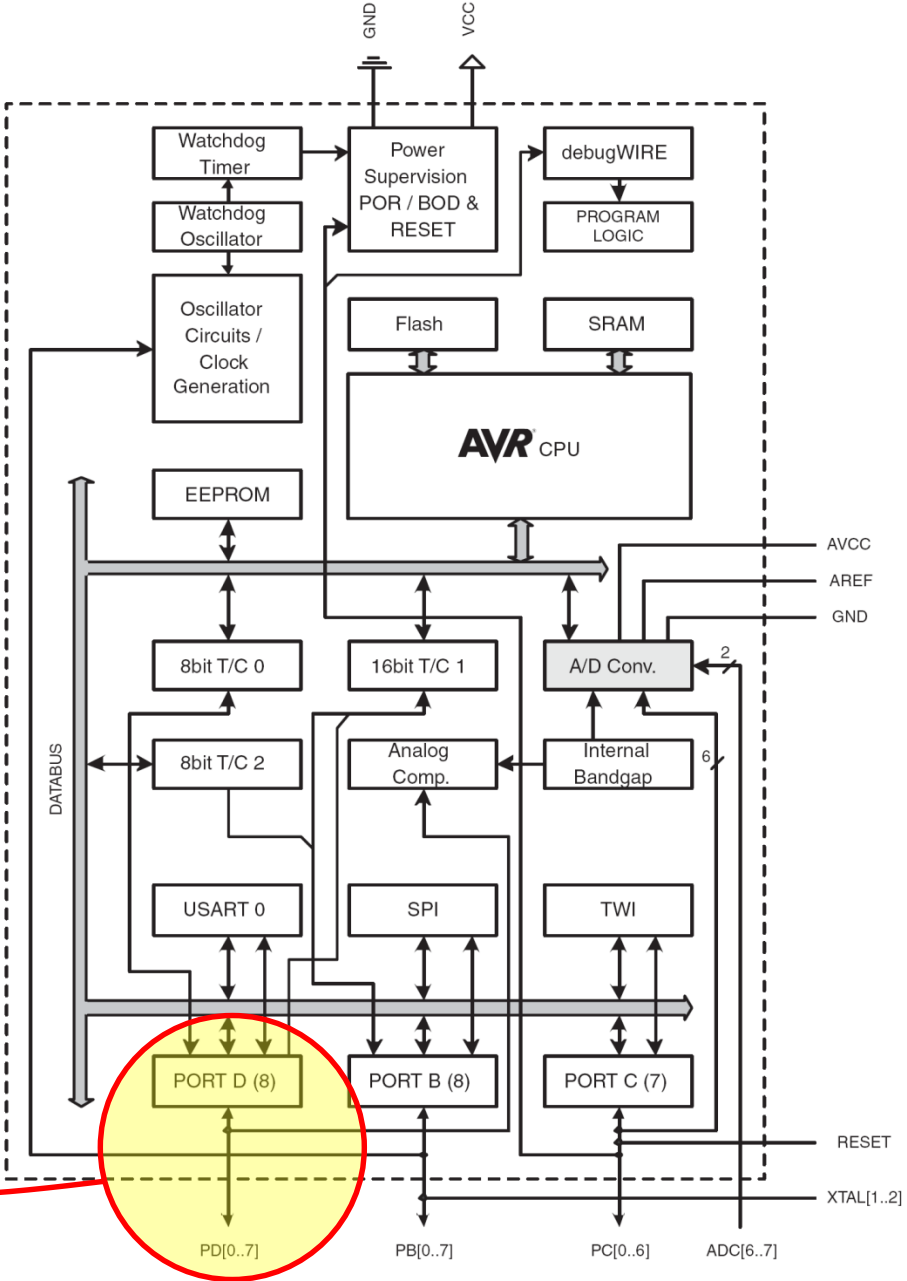 GND
VCC
Watchdog
Timer
Power
Supervision
POR / BOD &
RESET
debugWIRE
Watchdog
Oscillator
PROGRAM
LOGIC
Oscillator
Circuits /
Clock
Generation
Flash
SRAM
AVR® CPU
EEPROM
AVCC
AREF
GND
8bit T/C 0
16bit T/C 1
A/D Conv.
2
DATABUS
8bit T/C 2
Analog
Comp.
Internal
Bandgap
6
USART 0
SPI
TWI
PORT D (8)
PORT B (8)
PORT C (7)
RESET
XTAL[1..2]
PD[0..7]
PB[0..7]
PC[0..6]
ADC[6..7]